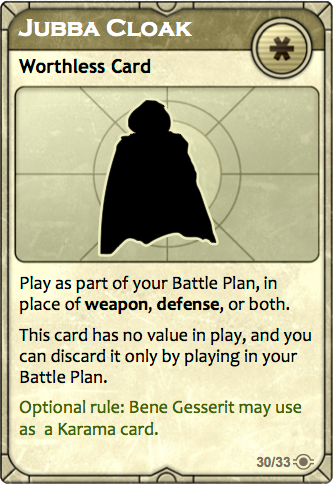 Jubba Cloak
Worthless Card
Play as part of your Battle Plan, in
place of weapon, defense, or both.
This card has no value in play, and you
can discard it only by playing in your
Battle Plan.
Optional rule: Bene Gesserit may use
as a Karama card.
30/33